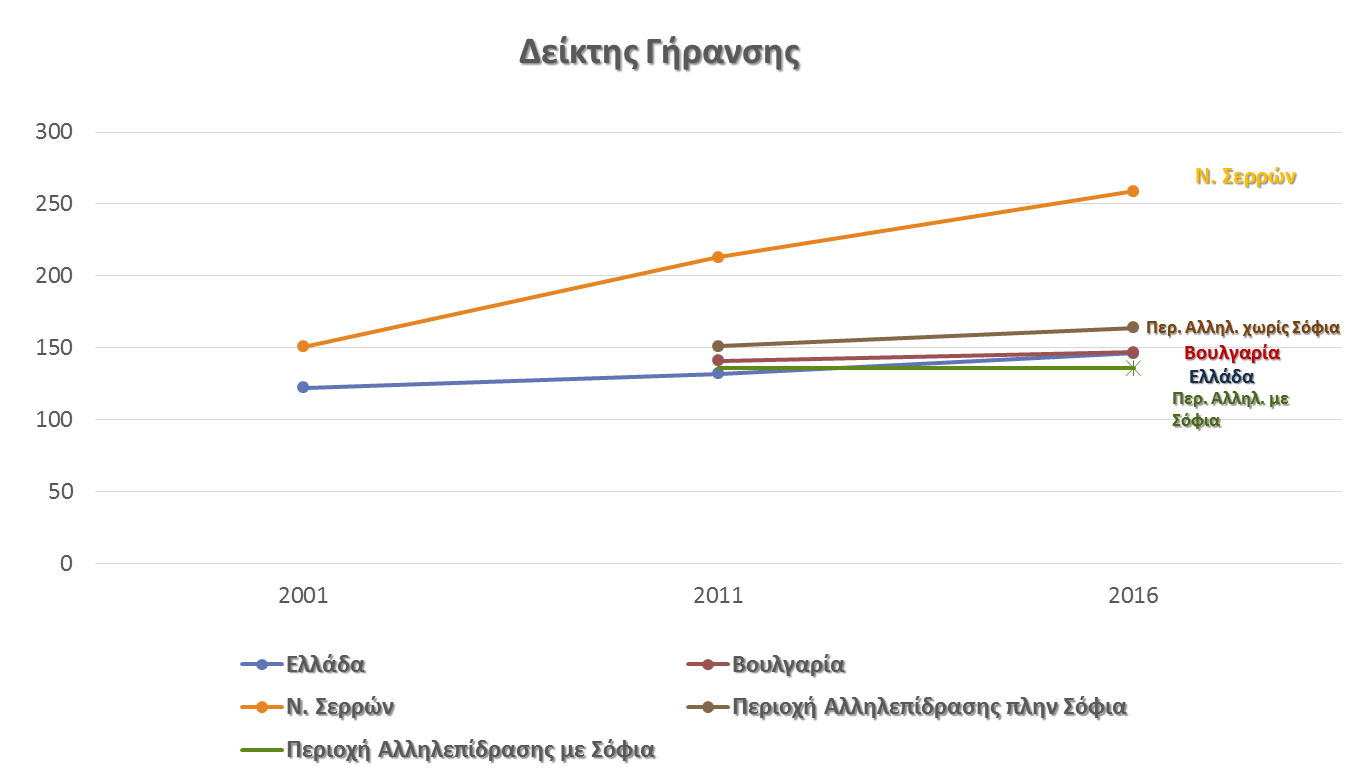 Δείκτης Γήρανσης
300
250
200
150
100
50
0
2001 2011 2016
Ν. Σερρών
Περ. Αλληλ. χωρίς Σόφια
Βουλγαρία
Ελλάδα
Περ. Αλληλ. με
Σόφια
Ελλάδα Βουλγαρία
Ν. Σερρών Περιοχή Αλληλεπίδρασης πλην Σόφια
Περιοχή Αλληλεπίδρασης με Σόφια